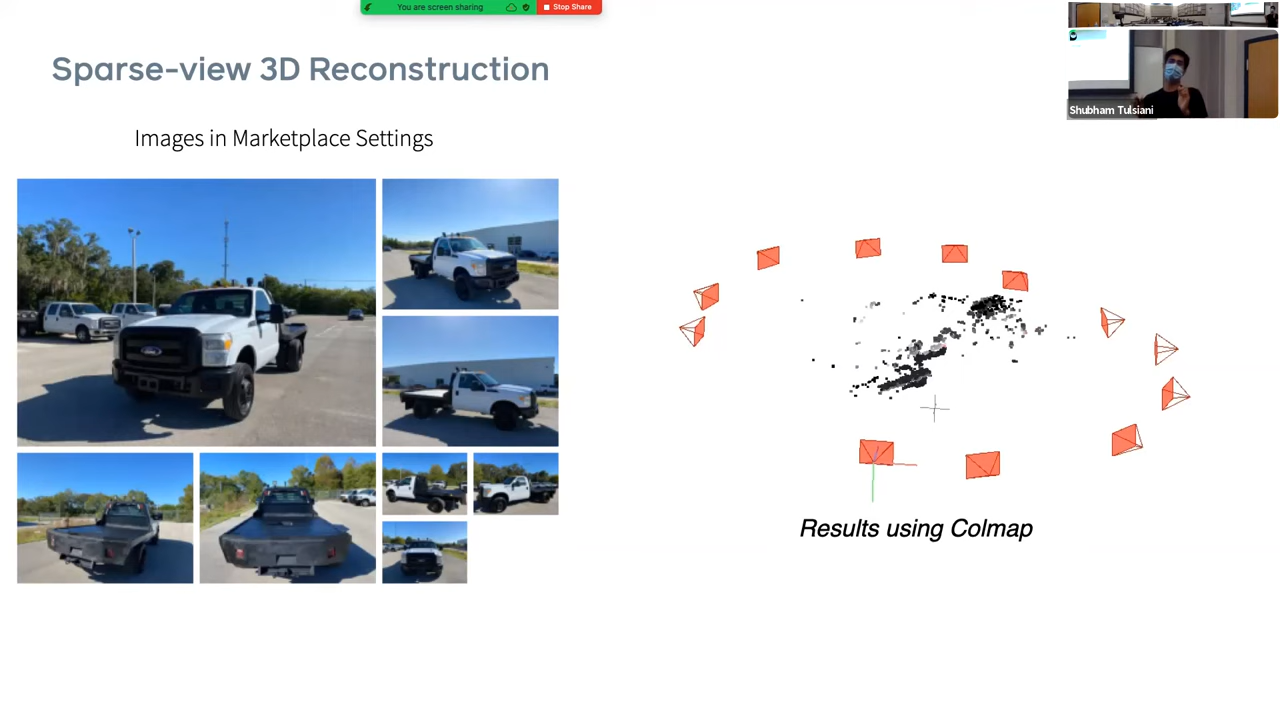 You are screen sharing
Stop Share
Sparse-view 3D Reconstruction
Shubham Tulsiani
Images in Marketplace Settings
Ford
Results using Colmap